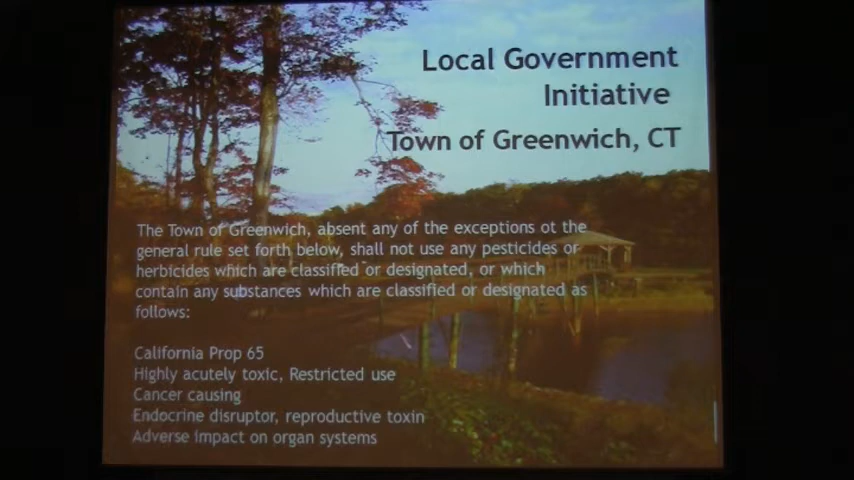 Local Government
Initiative
Town of Greenwich, CT
The Town of Greenwich, absent any of the exceptions ot the
general rule set forth below, shall not use any pesticides or
herbicides which are classified or designated, or which
contain any substances which are classified or designated as
follows:
California Prop 65
Highly acutely toxic, Restricted use
Cancer causing
Endocrine disruptor, reproductive toxin
Adverse impact on organ systems